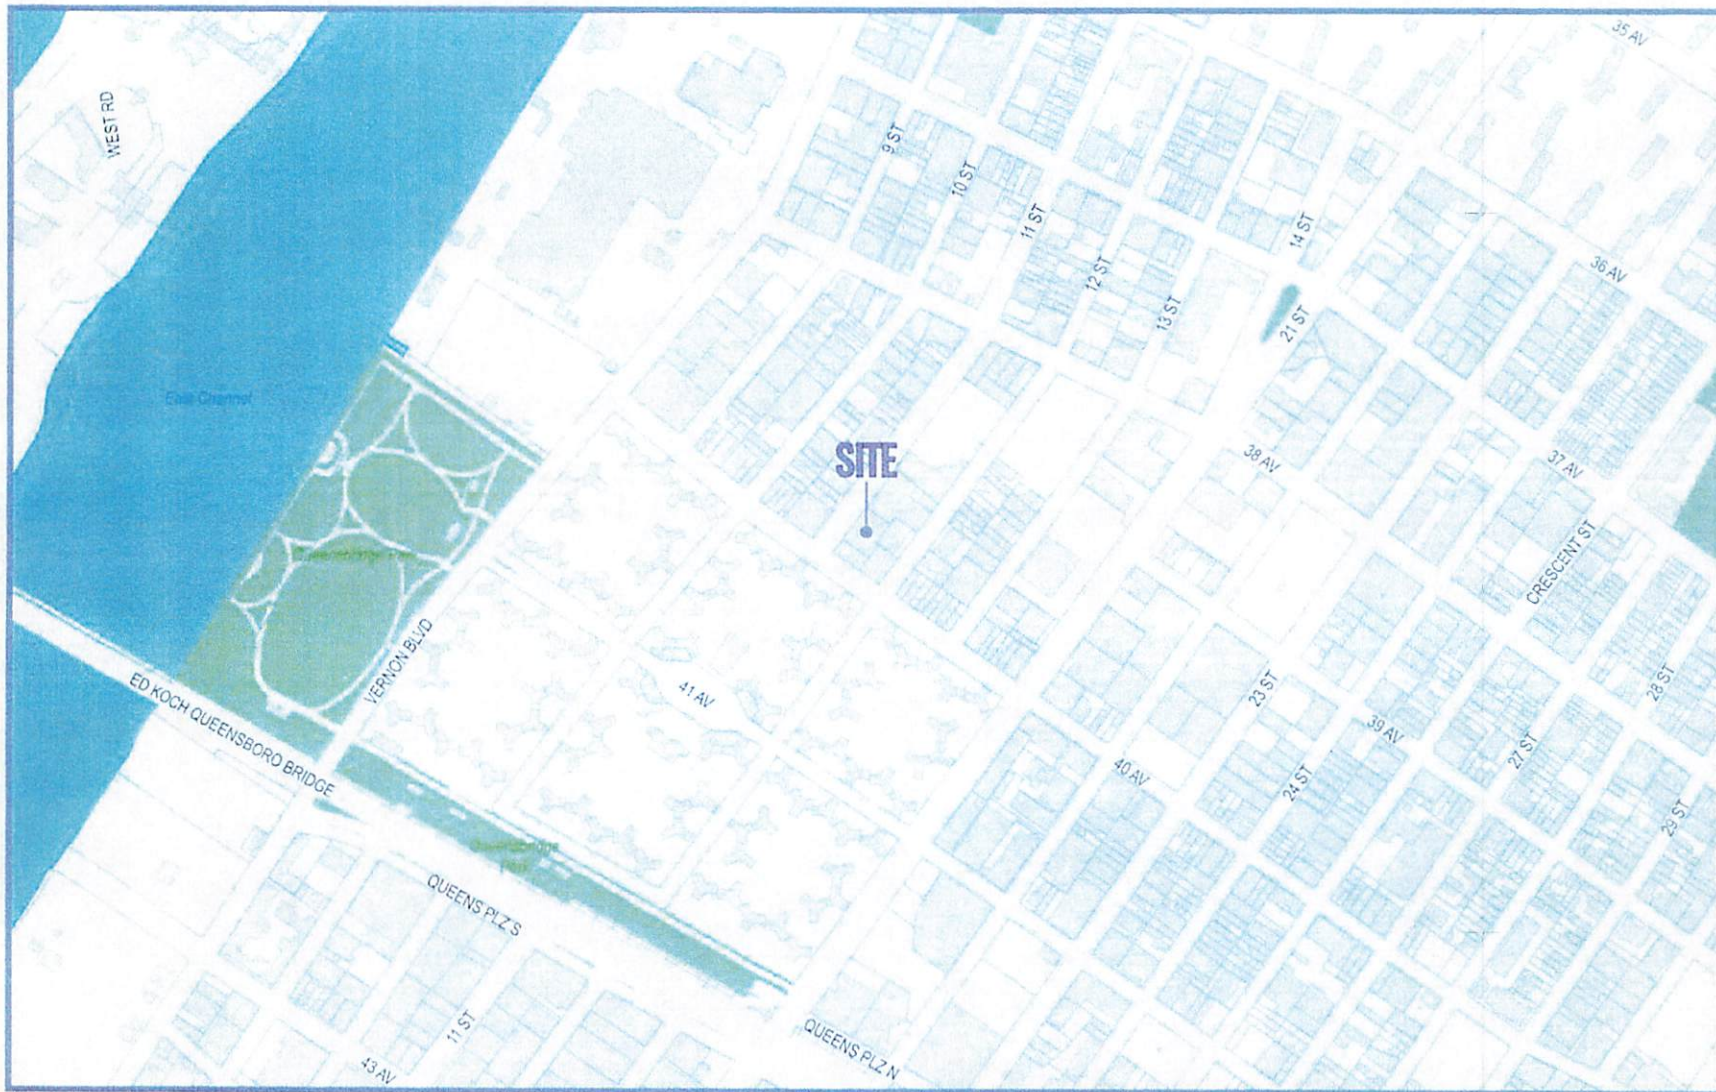 35 AV
WEST RD
9 ST
10 ST
11 ST
14 ST
12 ST
36 AV
13 ST
21 ST
East Channel
SITE
38 AV
37 AV
CRESCENT ST
VERNON BLVD
ED KOCH QUEENSBORO BRIDGE
41 AV
23 ST
28 ST
39 AV
27 ST
40 AV
24 ST
29 ST
QUEENS PLZ S
11 ST
QUEENS PLZ N
43 AV